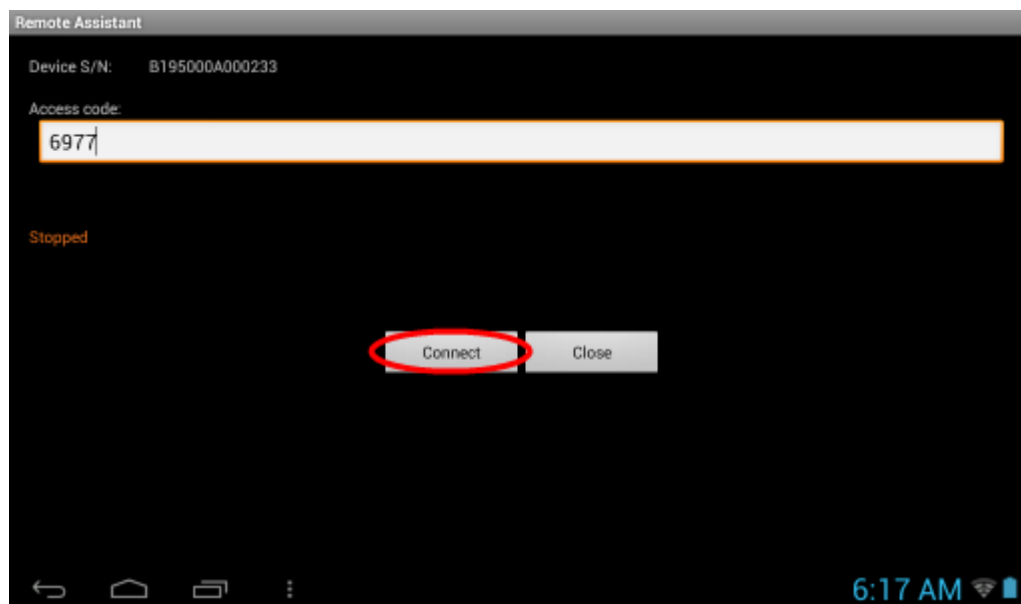 Remote Assistant
Device S/N: B195000A000233
Access code:
6977
Stopped
Connect Close
6:17 AM